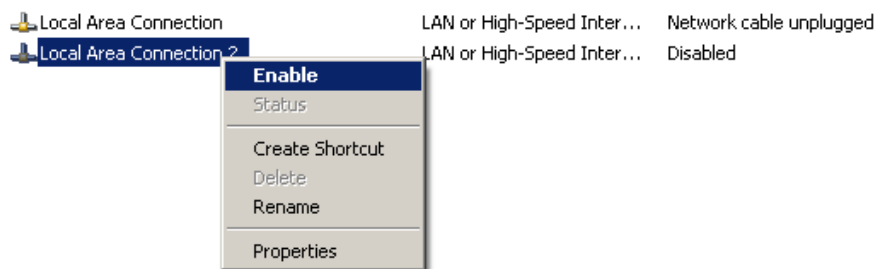 Local Area Connection LAN or High-Speed Inter... Network cable unplugged
Local Area Connection 2 LAN or High-Speed Inter... Disabled
Enable
Status
Create Shortcut
Delete
Rename
Properties